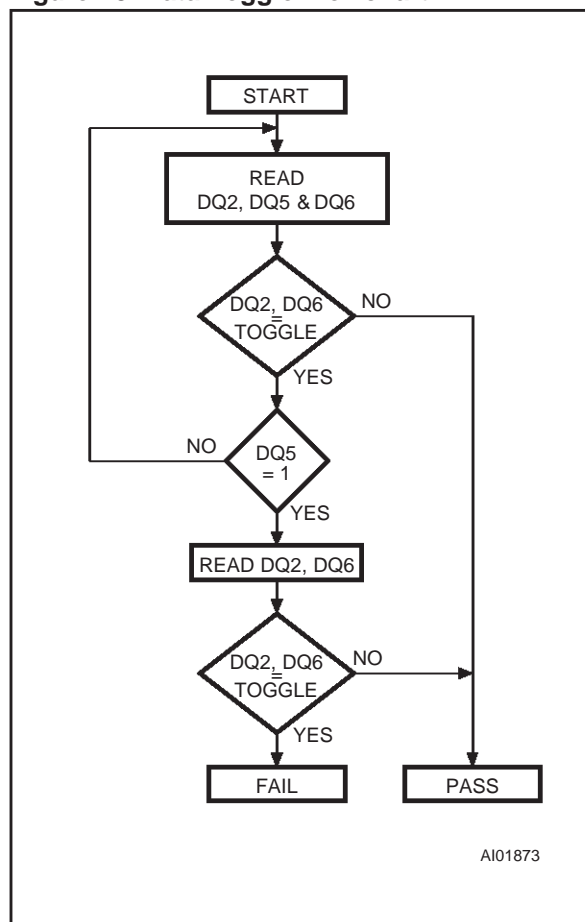 START
READ
DQ2, DQ5 & DQ6
DQ2, DQ6
=
TOGGLE
NO
YES
NO
DQ5
= 1
YES
READ DQ2, DQ6
DQ2, DQ6
=
TOGGLE
NO
YES
FAIL
PASS
AI01873